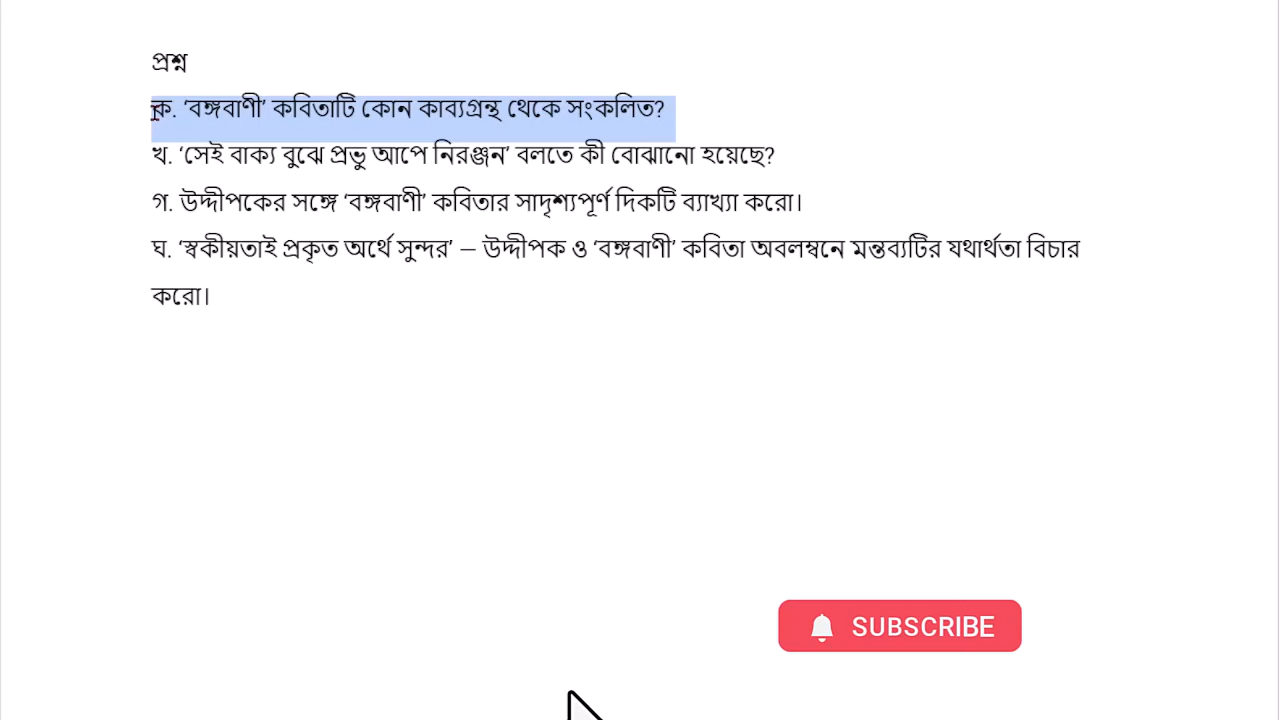 প্রশ্ন
ক. ‘বঙ্গবাণী’ কবিতাটি কোন কাব্যগ্রন্থ থেকে সংকলিত?
খ. ‘সেই বাক্য বুঝে প্রভু আপে নিরঞ্জন’ বলতে কী বোঝানো হয়েছে?
গ. উদ্দীপকের সঙ্গে ‘বঙ্গবাণী’ কবিতার সাদৃশ্যপূর্ণ দিকটি ব্যাখ্যা করো।
ঘ. ‘স্বকীয়তাই প্রকৃত অর্থে সুন্দর’ – উদ্দীপক ও ‘বঙ্গবাণী’ কবিতা অবলম্বনে মন্তব্যটির যথার্থতা বিচার
করো।
SUBSCRIBE